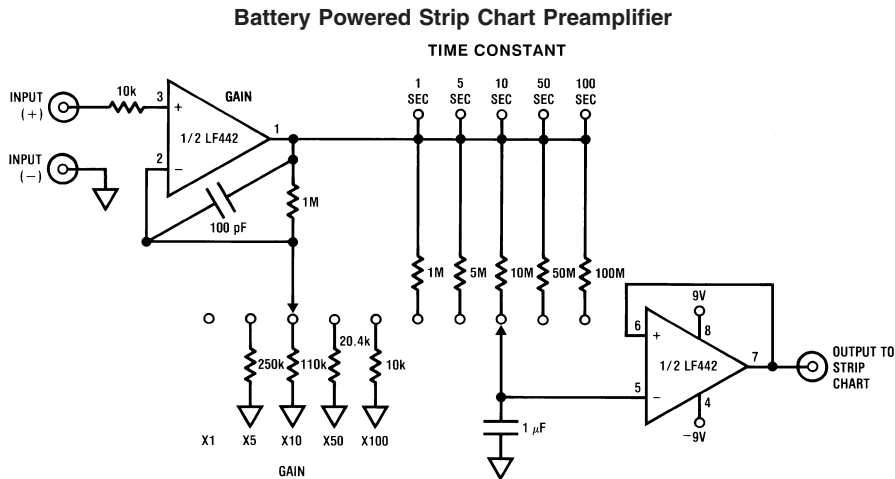 Battery Powered Strip Chart Preamplifier
TIME CONSTANT
1 SEC
5 SEC
10 SEC
50 SEC
100 SEC
INPUT (+)
10k
3
+
GAIN
1/2 LF442
1
2
−
INPUT (−)
100 pF
1M
1M
5M
10M
50M
100M
250k
110k
20.4k
10k
X1
X5
X10
X50
X100
GAIN
9V
8
6
+
1/2 LF442
7
5
−
4
−9V
OUTPUT TO
STRIP
CHART
1 μF